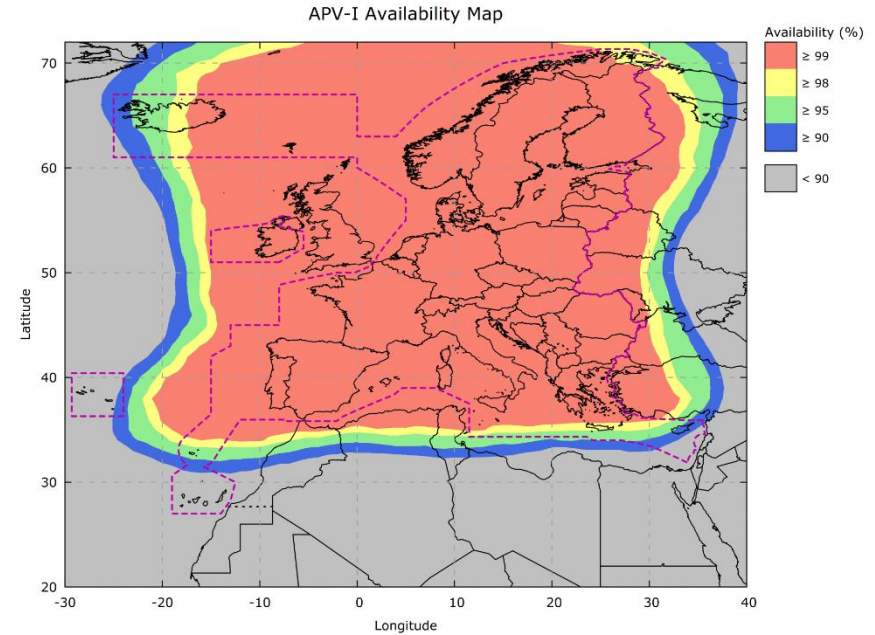 APV-I Availability Map
Availability (%)
≥ 99
≥ 98
≥ 95
≥ 90
< 90
Latitude
70
60
50
40
30
20
-30 -20 -10 0 10 20 30 40
Longitude